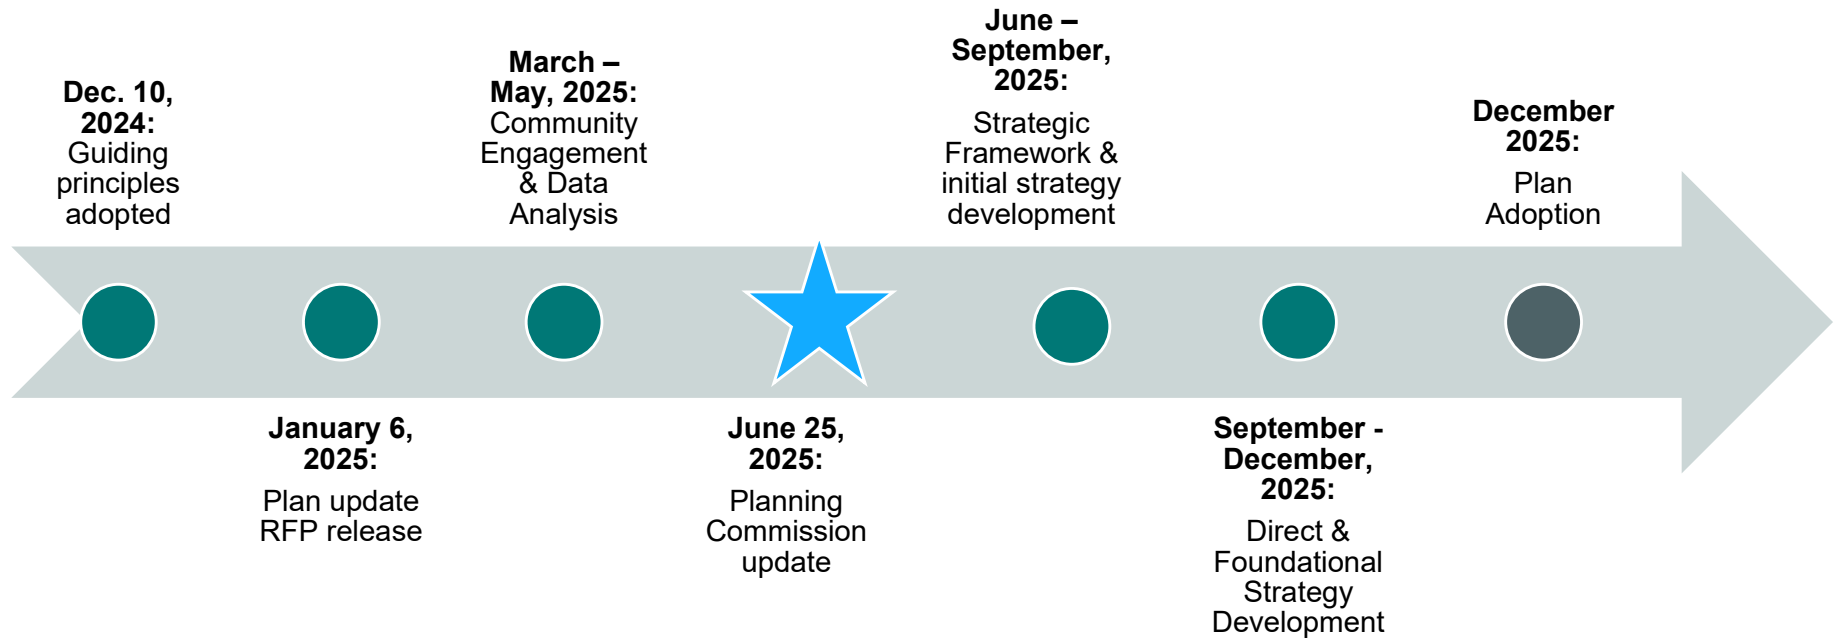 Dec. 10,
2024:
Guiding
principles
adopted
January 6,
2025:
Plan update
RFP release
March –
May, 2025:
Community
Engagement
& Data
Analysis
June 25,
2025:
Planning
Commission
update
June –
September,
2025:
Strategic
Framework &
initial strategy
development
September -
December,
2025:
Direct &
Foundational
Strategy
Development
December
2025:
Plan
Adoption